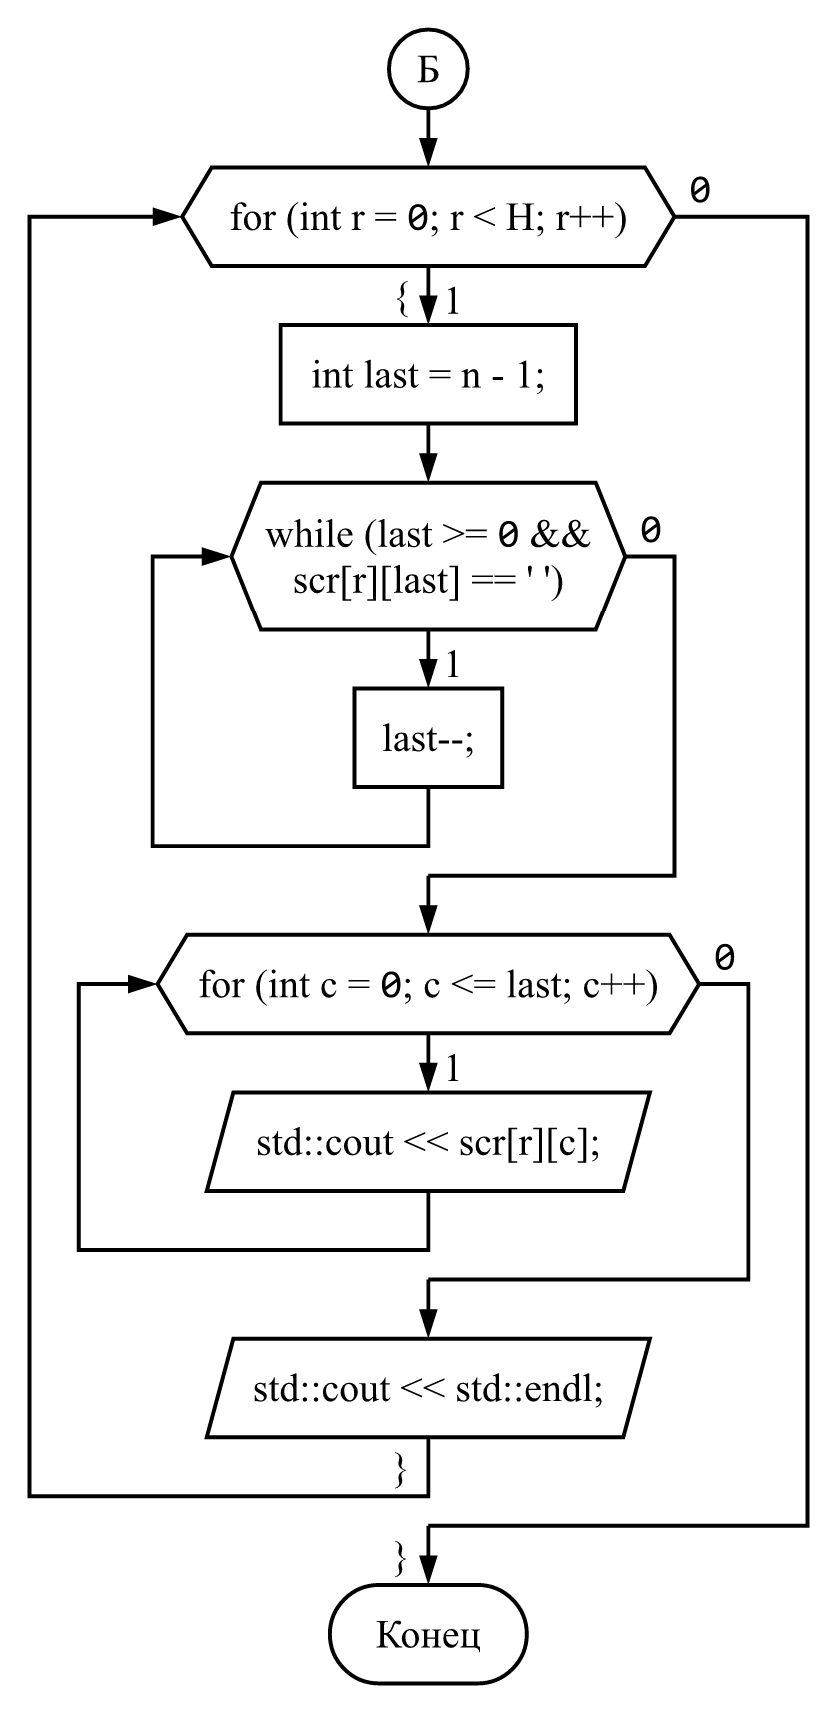 Б
for (int r = 0; r < H; r++)
0
{
1
int last = n - 1;
while (last >= 0 &&
scr[r][last] == ' ')
0
1
last--;
for (int c = 0; c <= last; c++)
0
1
std::cout << scr[r][c];
std::cout << std::endl;
}
}
Конец